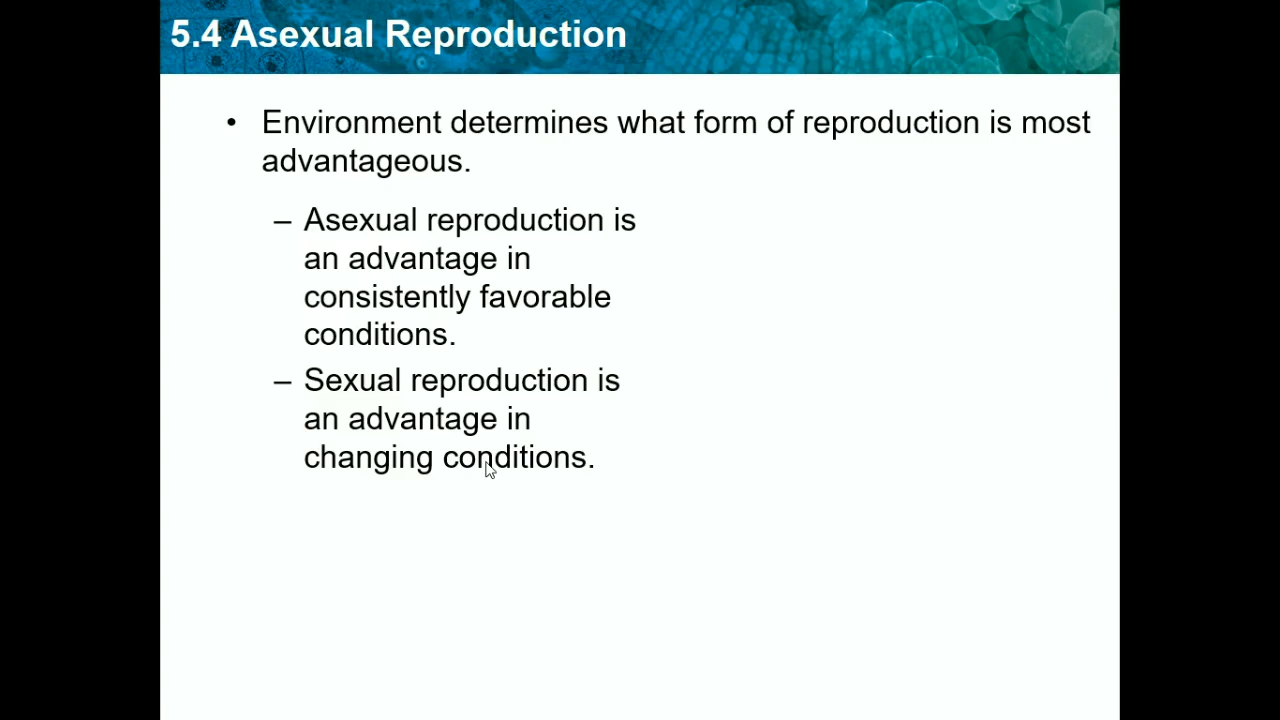 5.4 Asexual Reproduction
• Environment determines what form of reproduction is most
advantageous.
– Asexual reproduction is
an advantage in
consistently favorable
conditions.
– Sexual reproduction is
an advantage in
changing conditions.